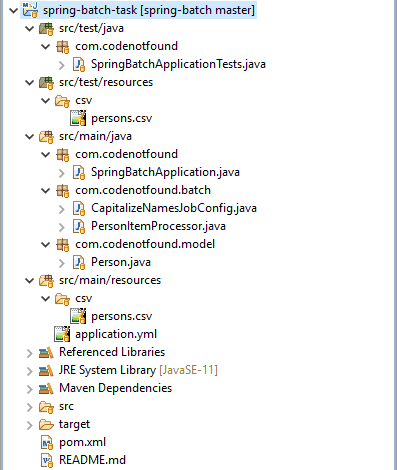 spring-batch-task [spring-batch master]
src/test/java
com.codenotfound
SpringBatchApplicationTests.java
src/test/resources
csv
persons.csv
src/main/java
com.codenotfound
SpringBatchApplication.java
com.codenotfound.batch
CapitalizeNamesJobConfig.java
PersonItemProcessor.java
com.codenotfound.model
Person.java
src/main/resources
csv
persons.csv
application.yml
Referenced Libraries
JRE System Library [JavaSE-11]
Maven Dependencies
src
target
pom.xml
README.md